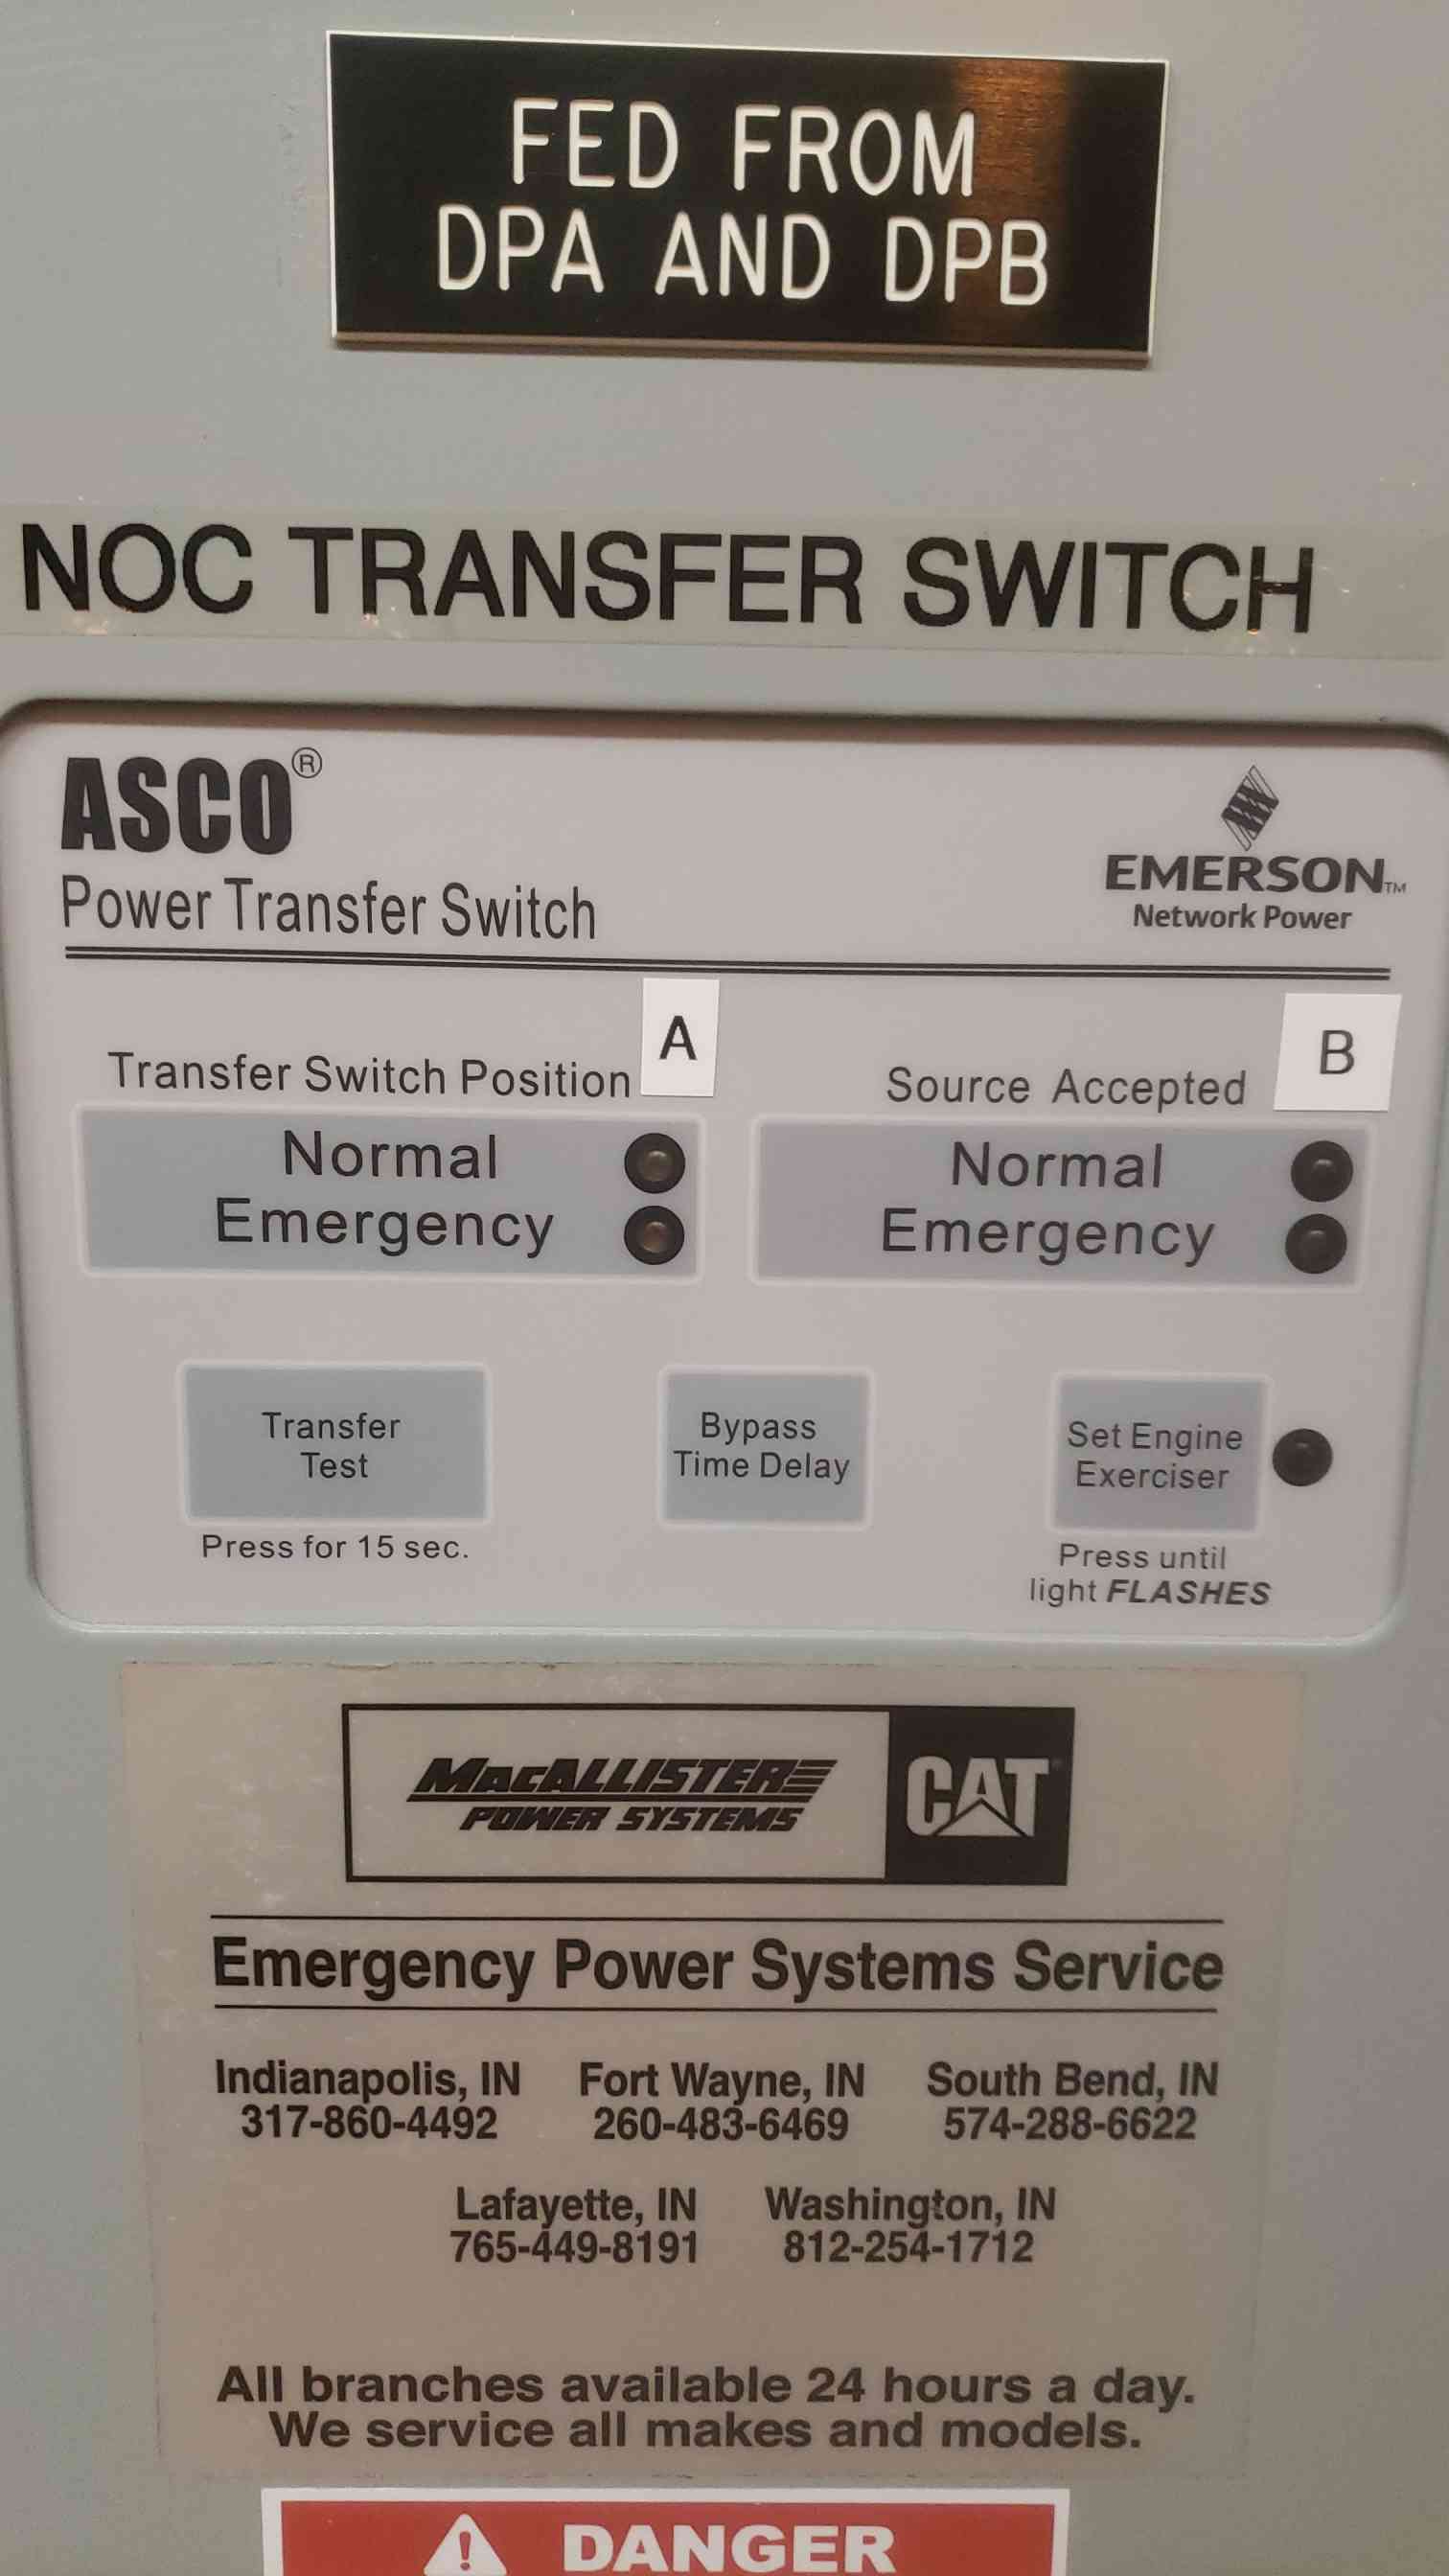 FED FROM
DPA AND DPB
NOC TRANSFER SWITCH
ASCO®
Power Transfer Switch
EMERSON™
Network Power
Transfer Switch Position
A
Source Accepted
B
Normal
Emergency
Normal
Emergency
Transfer
Test
Press for 15 sec.
Bypass
Time Delay
Set Engine
Exerciser
Press until
light FLASHES
MACALLISTER
POWER SYSTEMS
CAT
Emergency Power Systems Service
Indianapolis, IN
317-860-4492
Fort Wayne, IN
260-483-6469
South Bend, IN
574-288-6622
Lafayette, IN
765-449-8191
Washington, IN
812-254-1712
All branches available 24 hours a day.
We service all makes and models.
DANGER